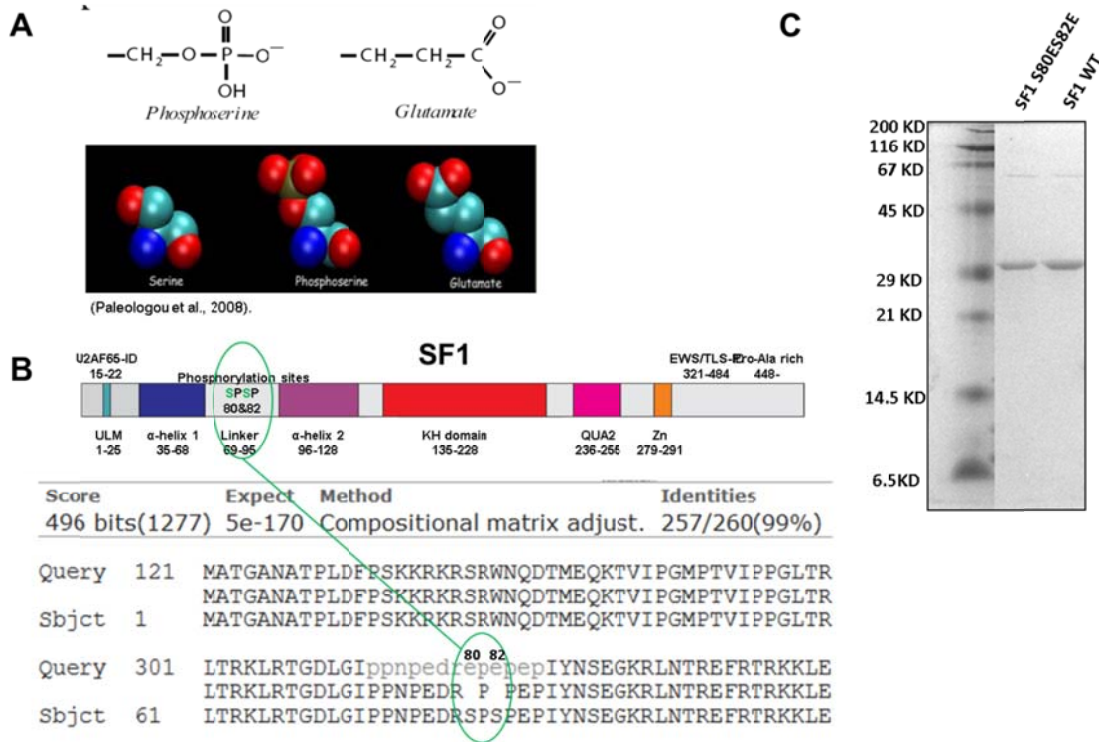 A
O
—CH2—O—P—O—
OH
Phosphoserine
O
—CH2—CH2—C
O—
Glutamate
Serine
Phosphoserine
Glutamate
(Paleologou et al., 2008).
B
SF1
U2AF65-ID
15-22
Phosphorylation sites
SPSP
80&82
EWS/TLS-
321-484
Pro-Ala rich
448-
ULM
1-25
α-helix 1
35-68
Linker
69-95
α-helix 2
96-128
KH domain
135-228
QUA2
236-255
Zn
279-291
Score Expect Method Identities
496 bits(1277) 5e-170 Compositional matrix adjust. 257/260(99%)
Query 121 MATGANATPLDFPSKKRKRSRWNQDTMEQKTVIPGMPTVIPPGLTR
MATGANATPLDFPSKKRKRSRWNQDTMEQKTVIPGMPTVIPPGLTR
Sbjct 1 MATGANATPLDFPSKKRKRSRWNQDTMEQKTVIPGMPTVIPPGLTR
80 82
Query 301 LTRKLRTGDLGIppnpedrepepepIYNSEGKRLNTREFRTRKKLE
LTRKLRTGDLGIPPNPEDR P PEPIYNSEGKRLNTREFRTRKKLE
Sbjct 61 LTRKLRTGDLGIPPNPEDRSPSPEPIYNSEGKRLNTREFRTRKKLE
C
SF1 S80ES82E
SF1 WT
200 KD
116 KD
67 KD
45 KD
29 KD
21 KD
14.5 KD
6.5KD